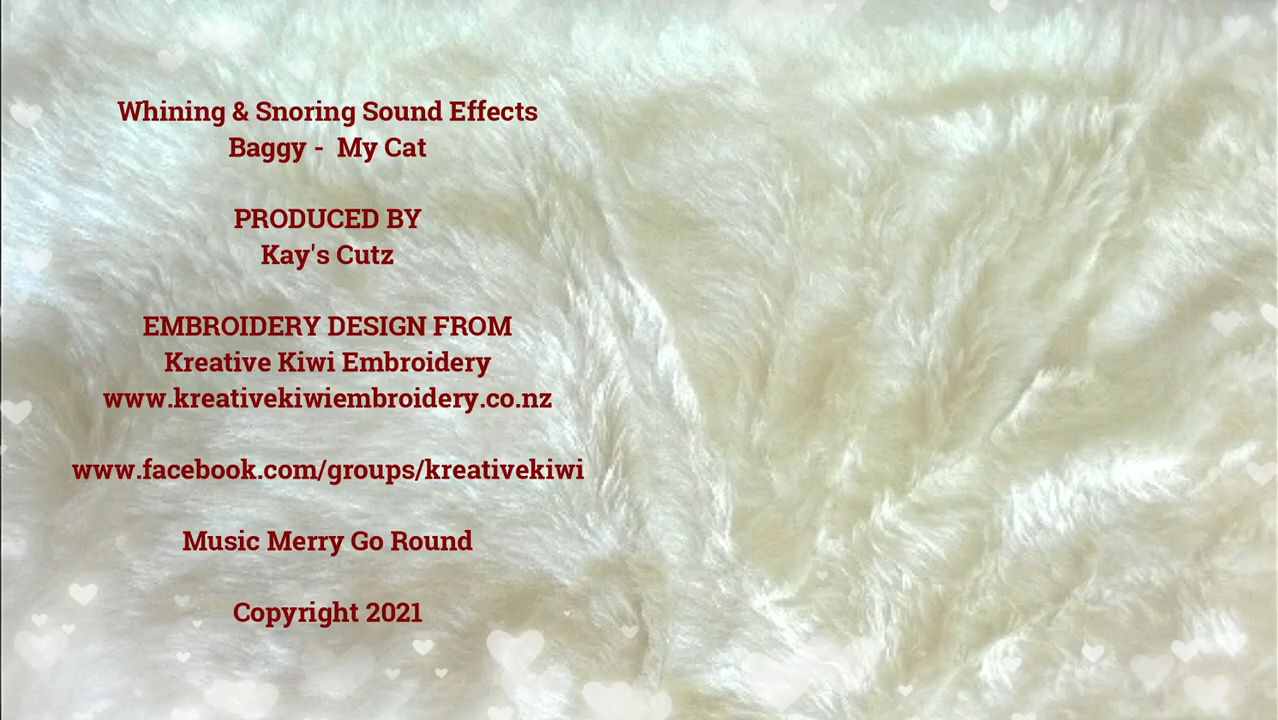 Whining & Snoring Sound Effects
Baggy -  My Cat
PRODUCED BY
Kay's Cutz
EMBROIDERY DESIGN FROM
Kreative Kiwi Embroidery
www.kreativekiwiembroidery.co.nz
www.facebook.com/groups/kreativekiwi
Music Merry Go Round
Copyright 2021